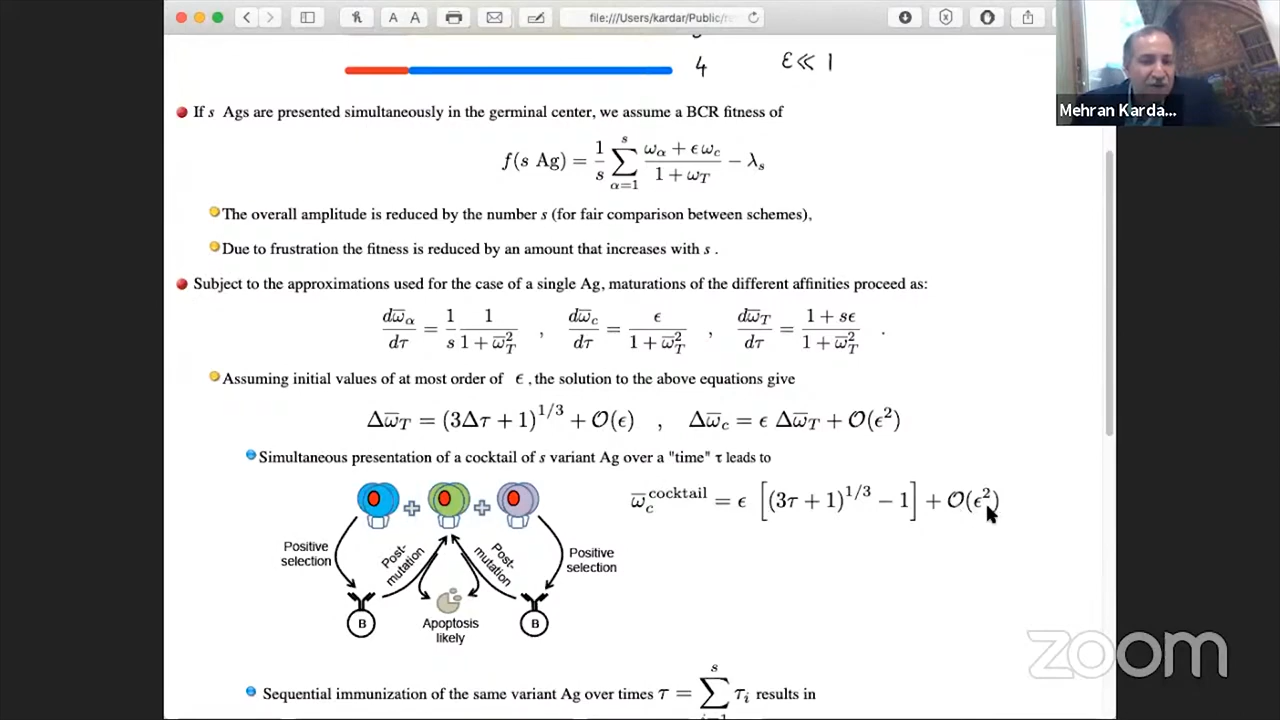 A A
file:///Users/kardar/Public/
4 ε≪ 1
Mehran Karda...
If s Ags are presented simultaneously in the germinal center, we assume a BCR fitness of
f(s Ag) = 1/s ∑_{α=1}^{s} (ω_α + ϵ ω_c)/(1 + ω_T) − λ_s
The overall amplitude is reduced by the number s (for fair comparison between schemes),
Due to frustration the fitness is reduced by an amount that increases with s .
Subject to the approximations used for the case of a single Ag, maturations of the different affinities proceed as:
dω̅_α/dτ = 1/s 1/(1 + ω̅_T^2) , dω̅_c/dτ = ϵ/(1 + ω̅_T^2) , dω̅_T/dτ = (1 + sϵ)/(1 + ω̅_T^2) .
Assuming initial values of at most order of ϵ , the solution to the above equations give
Δω̅_T = (3Δτ + 1)^{1/3} + O(ϵ) , Δω̅_c = ϵ Δω̅_T + O(ϵ^2)
Simultaneous presentation of a cocktail of s variant Ag over a "time" τ leads to
ω̅_c^{cocktail} = ϵ [(3τ + 1)^{1/3} − 1] + O(ϵ^2)
Positive
selection
Post-
mutation
Post-
mutation
Positive
selection
B
Apoptosis
likely
B
zoom
Sequential immunization of the same variant Ag over times τ = ∑^{s} τ_i results in